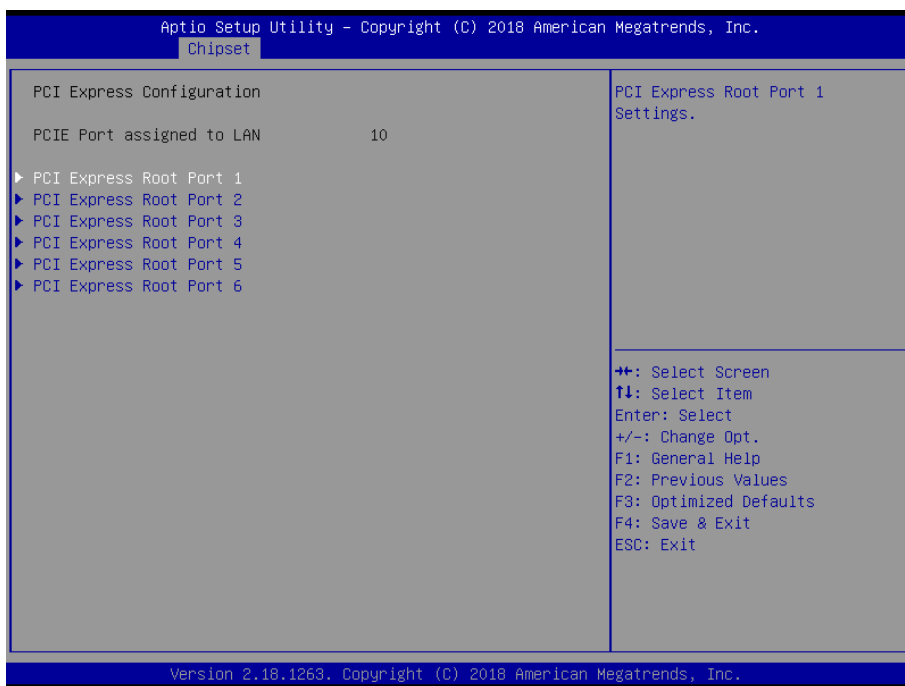 Aptio Setup Utility – Copyright (C) 2018 American Megatrends, Inc.
Chipset
PCI Express Configuration
PCIE Port assigned to LAN 10
PCI Express Root Port 1
PCI Express Root Port 2
PCI Express Root Port 3
PCI Express Root Port 4
PCI Express Root Port 5
PCI Express Root Port 6
PCI Express Root Port 1
Settings.
→←: Select Screen
↑↓: Select Item
Enter: Select
+/-: Change Opt.
F1: General Help
F2: Previous Values
F3: Optimized Defaults
F4: Save & Exit
ESC: Exit
Version 2.18.1263. Copyright (C) 2018 American Megatrends, Inc.